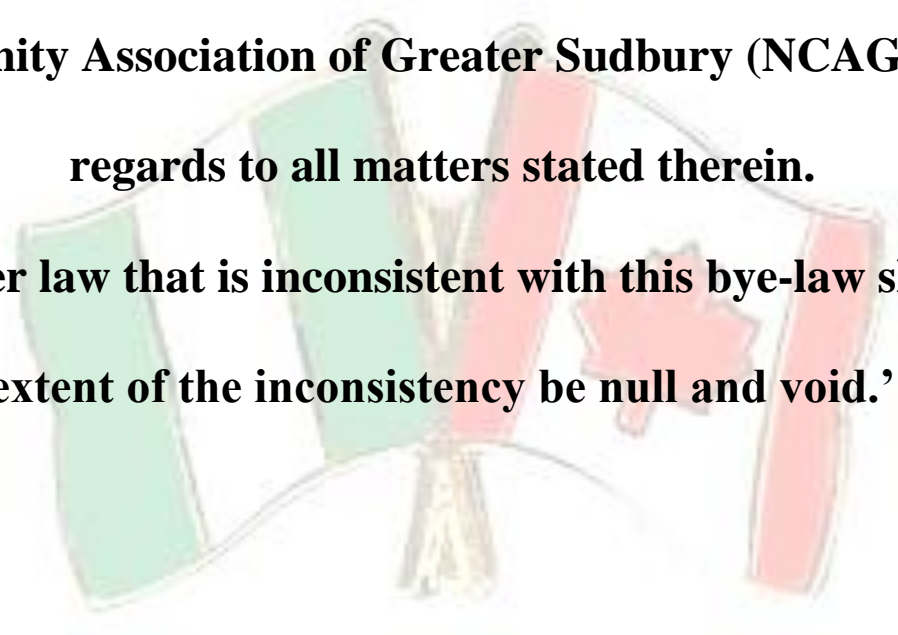 nity Association of Greater Sudbury (NCAG
regards to all matters stated therein.
er law that is inconsistent with this bye-law s
extent of the inconsistency be null and void.’